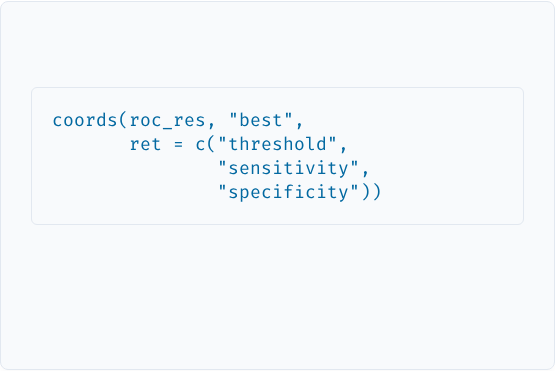 coords(roc_res, "best",
       ret = c("threshold",
               "sensitivity",
               "specificity"))